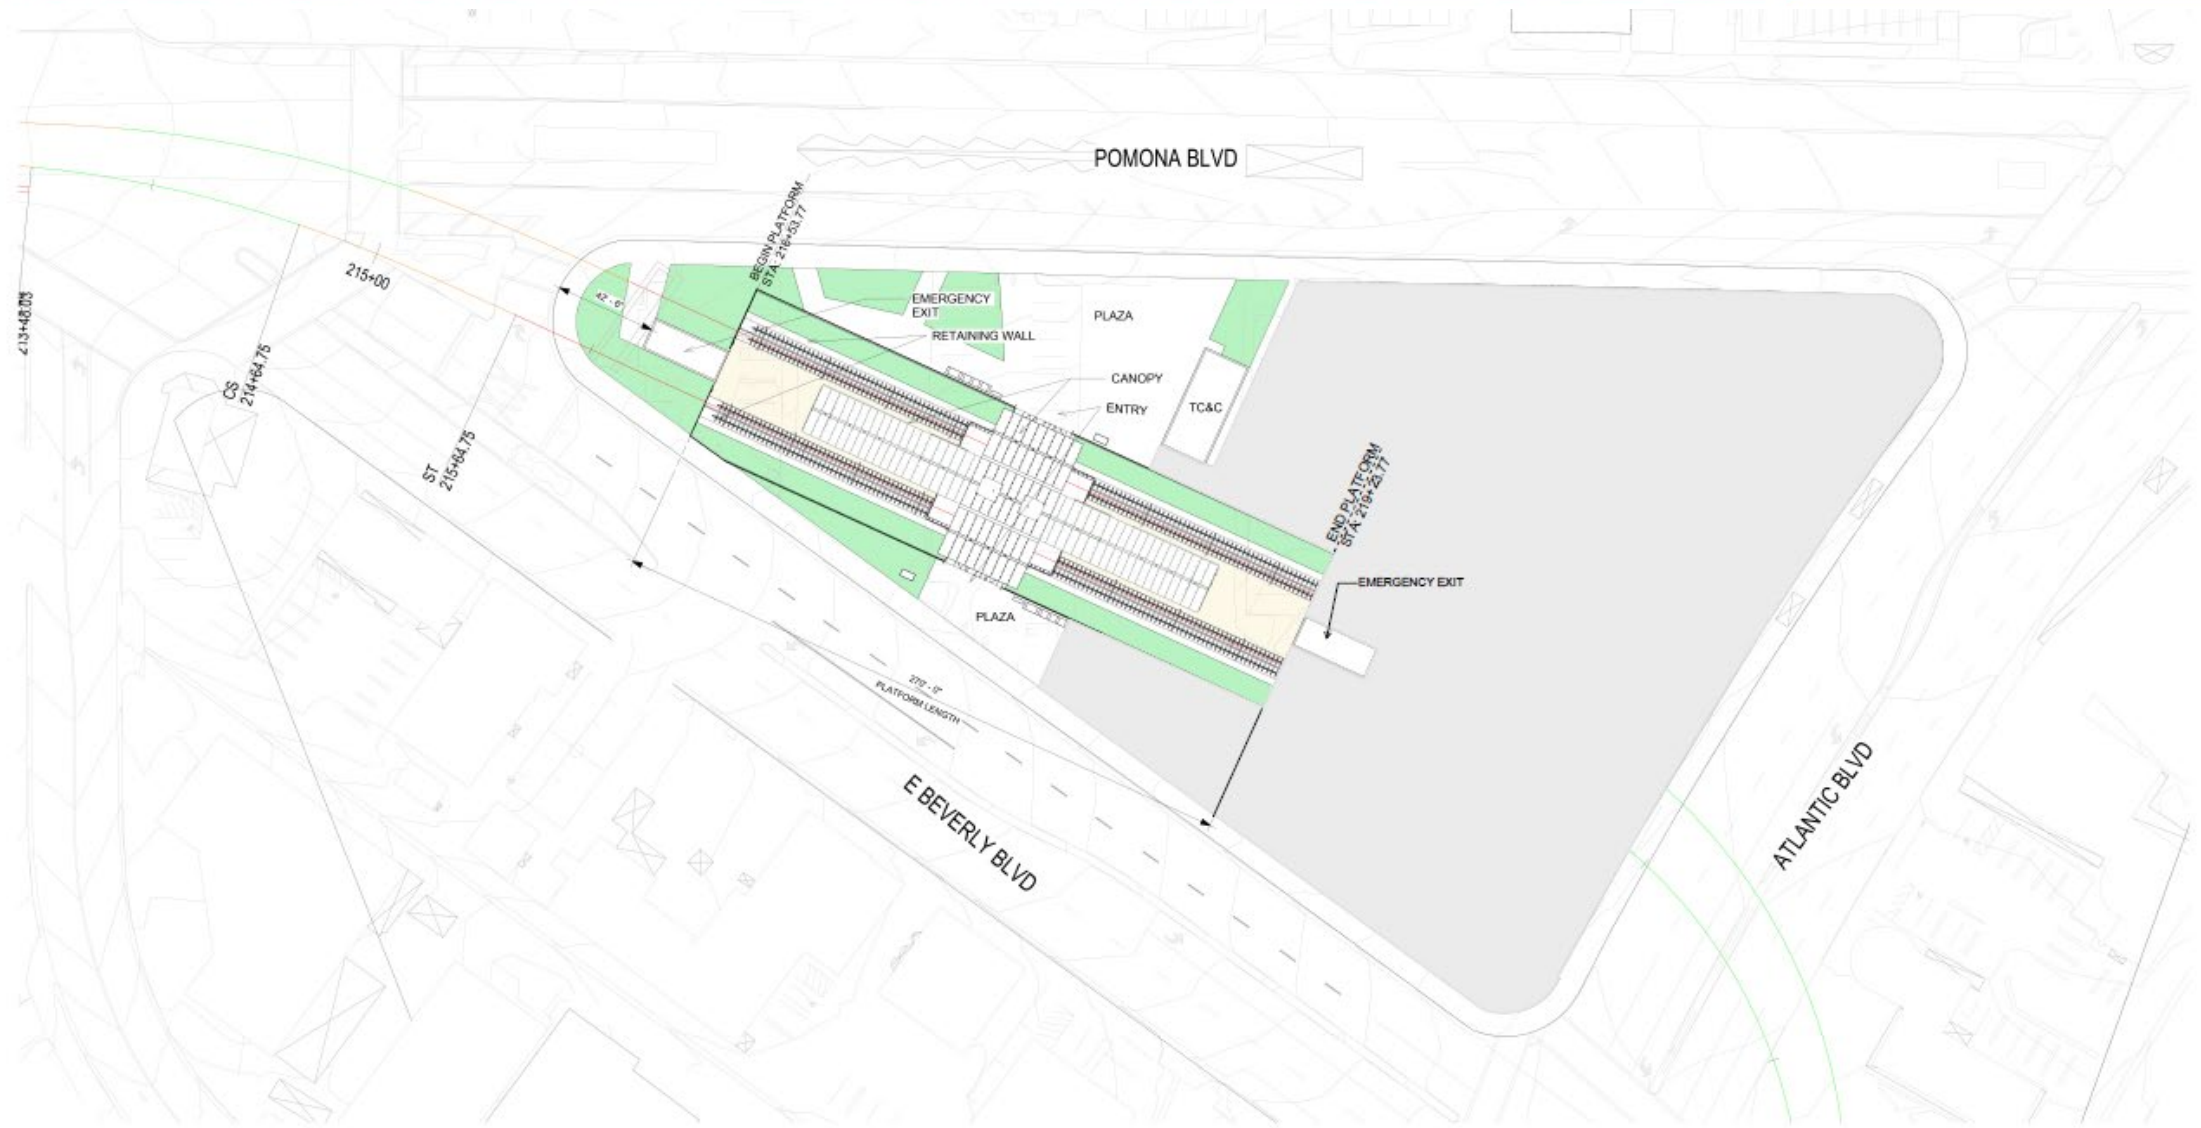 POMONA BLVD
BEGIN PLATFORM
STA: 216+53.77
215+00
42' - 6"
EMERGENCY
EXIT
PLAZA
RETAINING WALL
CANOPY
ENTRY
TC&C
CS
214+64.75
ST
215+64.75
END PLATFORM
STA: 219+23.77
EMERGENCY EXIT
PLAZA
270' - 0"
PLATFORM LENGTH
E BEVERLY BLVD
ATLANTIC BLVD